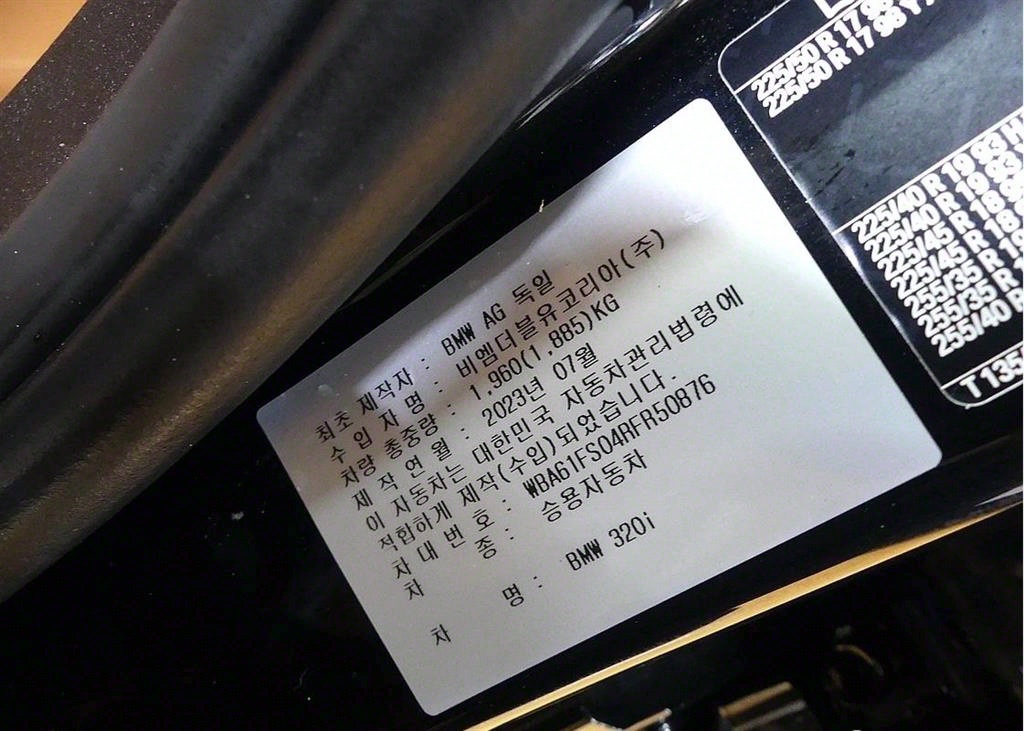 최초 제작자 : BMW AG 독일
수 입 자 명 : 비엠더블유코리아(주)
차량 총중량 : 1,960(1,885)KG
제 작 연 월 : 2023년 07월
이 자동차는 대한민국 자동차관리법령에
적합하게 제작(수입)되었습니다.
차 대 번 호 : WBA61FS04RFR50876
차 종 : 승용자동차
차 명 : BMW 320i
225/50 R 17 98
225/50 R 17 98 Y
225/40 R 19 93 H
225/40 R 19 93
225/45 R 18 95
225/45 R 18
255/35 R 19
255/35 R
255/40 R
T 135